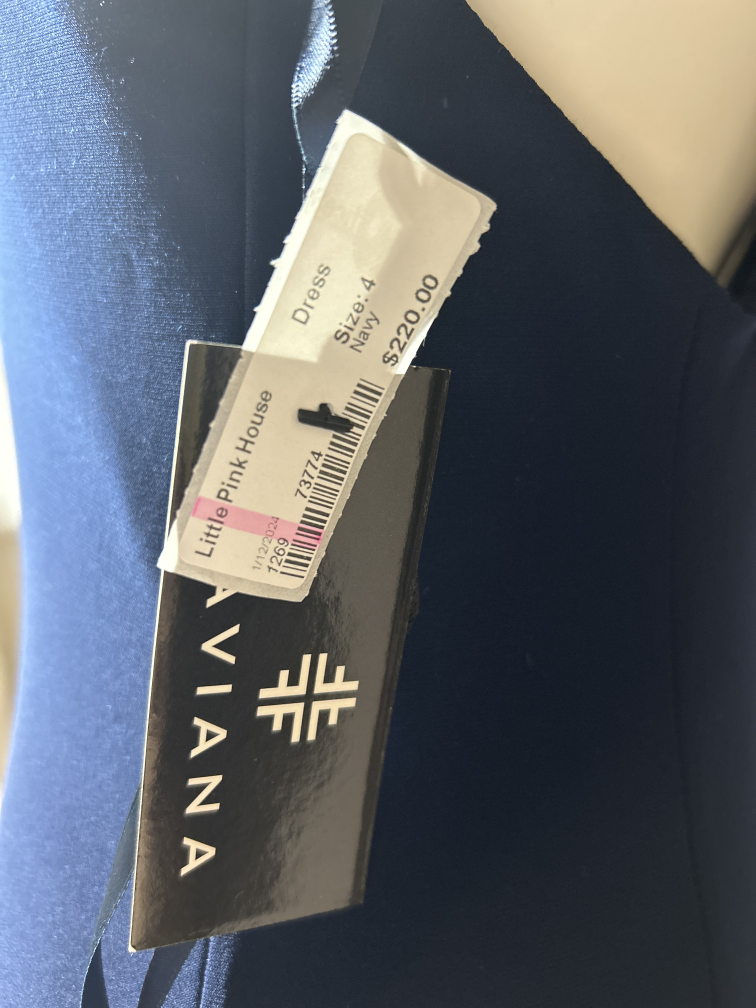 Little Pink House
Dress
1/12/2024
1269
73774
Size: 4
Navy
$220.00
AVIANA